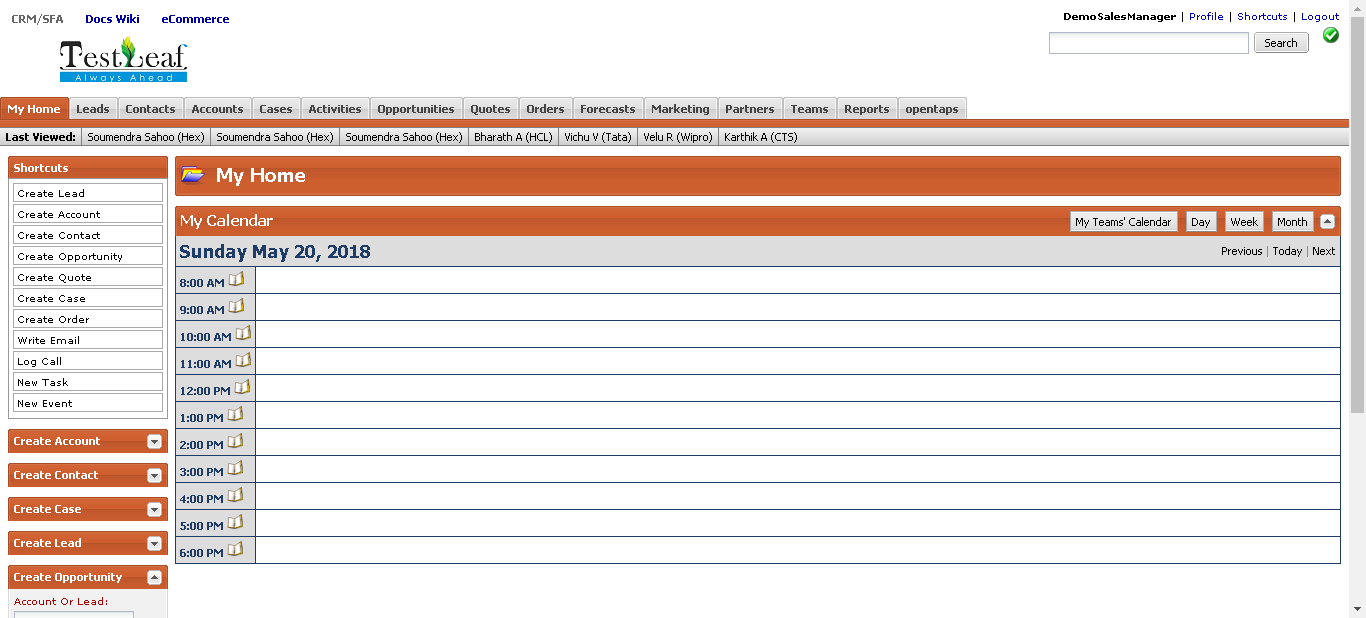 CRM/SFA Docs Wiki eCommerce
DemoSalesManager | Profile | Shortcuts | Logout
TestLeaf
Always Ahead
Search
My Home Leads Contacts Accounts Cases Activities Opportunities Quotes Orders Forecasts Marketing Partners Teams Reports opentaps
Last Viewed: Soumendra Sahoo (Hex) Soumendra Sahoo (Hex) Soumendra Sahoo (Hex) Bharath A (HCL) Vichu V (Tata) Velu R (Wipro) Karthik A (CTS)
Shortcuts
Create Lead
Create Account
Create Contact
Create Opportunity
Create Quote
Create Case
Create Order
Write Email
Log Call
New Task
New Event
Create Account
Create Contact
Create Case
Create Lead
Create Opportunity
Account Or Lead:
My Home
My Calendar My Teams' Calendar Day Week Month
Sunday May 20, 2018 Previous | Today | Next
8:00 AM
9:00 AM
10:00 AM
11:00 AM
12:00 PM
1:00 PM
2:00 PM
3:00 PM
4:00 PM
5:00 PM
6:00 PM